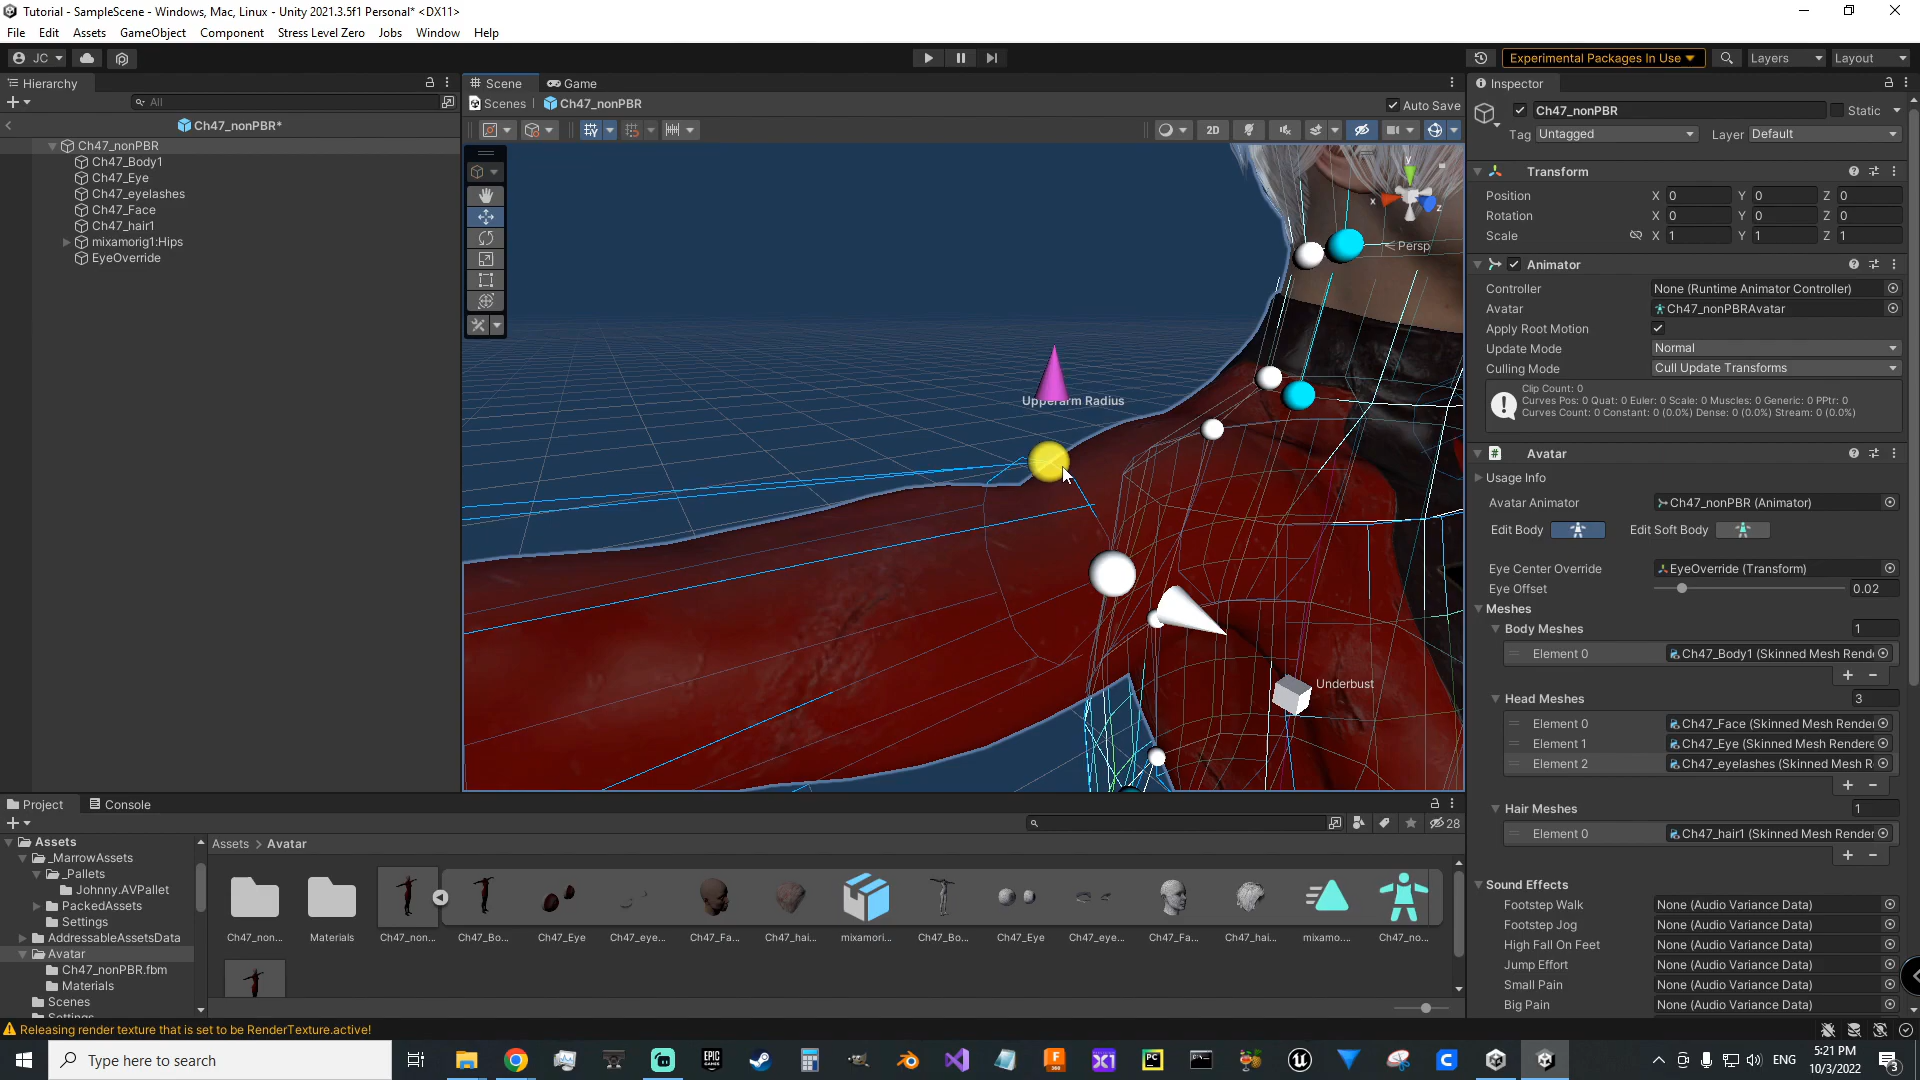 Tutorial - SampleScene - Windows, Mac, Linux - Unity 2021.3.5f1 Personal* <DX11>
File Edit Assets GameObject Component Stress Level Zero Jobs Window Help
JC
Experimental Packages In Use
Layers
Layout
Hierarchy
All
Ch47_nonPBR*
Ch47_nonPBR
Ch47_Body1
Ch47_Eye
Ch47_eyelashes
Ch47_Face
Ch47_hair1
mixamorig1:Hips
EyeOverride
Scene
Game
Scenes
Ch47_nonPBR
Auto Save
2D
y
x
z
Persp
Upperarm Radius
Underbust
Inspector
Ch47_nonPBR
Static
Tag Untagged
Layer Default
Transform
Position X 0 Y 0 Z 0
Rotation X 0 Y 0 Z 0
Scale X 1 Y 1 Z 1
Animator
Controller None (Runtime Animator Controller)
Avatar Ch47_nonPBRAvatar
Apply Root Motion
Update Mode Normal
Culling Mode Cull Update Transforms
Clip Count: 0
Curves Pos: 0 Quat: 0 Euler: 0 Scale: 0 Muscles: 0 Generic: 0 PPtr: 0
Curves Count: 0 Constant: 0 (0.0%) Dense: 0 (0.0%) Stream: 0 (0.0%)
Avatar
Usage Info
Avatar Animator Ch47_nonPBR (Animator)
Edit Body
Edit Soft Body
Eye Center Override EyeOverride (Transform)
Eye Offset 0.02
Meshes
Body Meshes 1
Element 0 Ch47_Body1 (Skinned Mesh Rende
Head Meshes 3
Element 0 Ch47_Face (Skinned Mesh Render
Element 1 Ch47_Eye (Skinned Mesh Rendere
Element 2 Ch47_eyelashes (Skinned Mesh R
Hair Meshes 1
Element 0 Ch47_hair1 (Skinned Mesh Render
Sound Effects
Footstep Walk None (Audio Variance Data)
Footstep Jog None (Audio Variance Data)
High Fall On Feet None (Audio Variance Data)
Jump Effort None (Audio Variance Data)
Small Pain None (Audio Variance Data)
Big Pain None (Audio Variance Data)
Project
Console
28
Assets
_MarrowAssets
_Pallets
Johnny.AVPallet
PackedAssets
Settings
AddressableAssetsData
Avatar
Ch47_nonPBR.fbm
Materials
Scenes
Settings
Assets > Avatar
Ch47_non...
Materials
Ch47_non...
Ch47_Bo...
Ch47_Eye
Ch47_eye...
Ch47_Fa...
Ch47_hai...
mixamori...
Ch47_Bo...
Ch47_Eye
Ch47_eye...
Ch47_Fa...
Ch47_hai...
mixamo...
Ch47_no...
Releasing render texture that is set to be RenderTexture.active!
Type here to search
EPIC GAMES
F
360
X1
PC
C
ENG
5:21 PM
10/3/2022
3